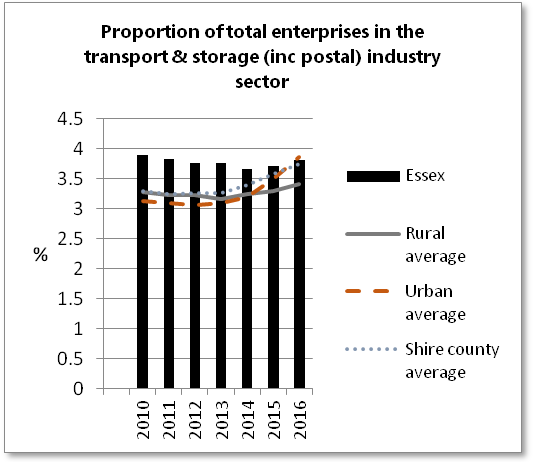 Proportion of total enterprises in the
transport & storage (inc postal) industry
sector
4.5
4
3.5
3
2.5
2
1.5
1
0.5
0
%
2010
2011
2012
2013
2014
2015
2016
Essex
Rural
average
Urban
average
Shire county
average